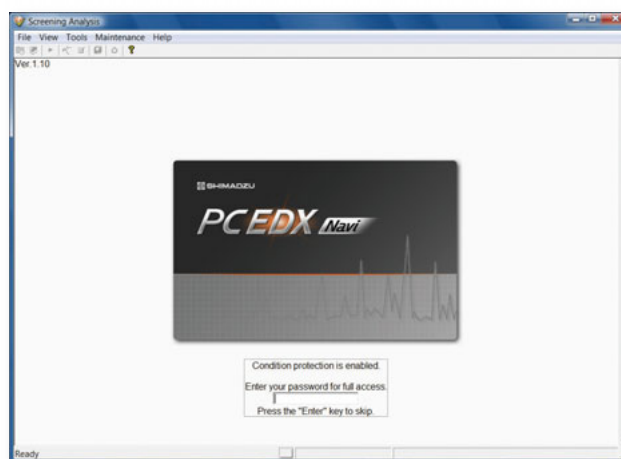 Screening Analysis
File View Tools Maintenance Help
Ver.1.10
SHIMADZU
PCEDX Navi
Condition protection is enabled.
Enter your password for full access.
Press the "Enter" key to skip.
Ready